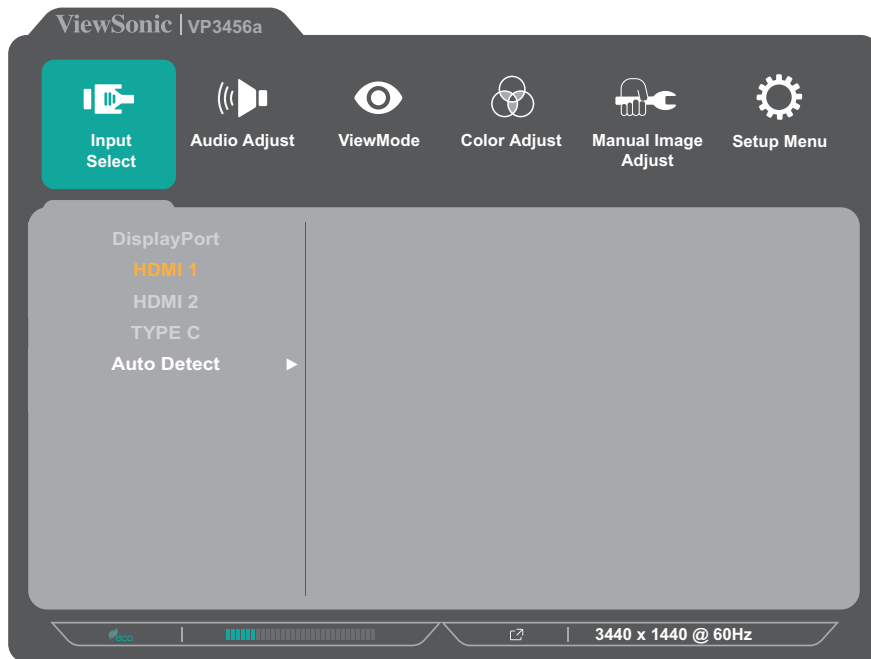 ViewSonic | VP3456a
Input
Select
Audio Adjust
ViewMode
Color Adjust
Manual Image
Adjust
Setup Menu
DisplayPort
HDMI 1
HDMI 2
TYPE C
Auto Detect
eco
3440 x 1440 @ 60Hz